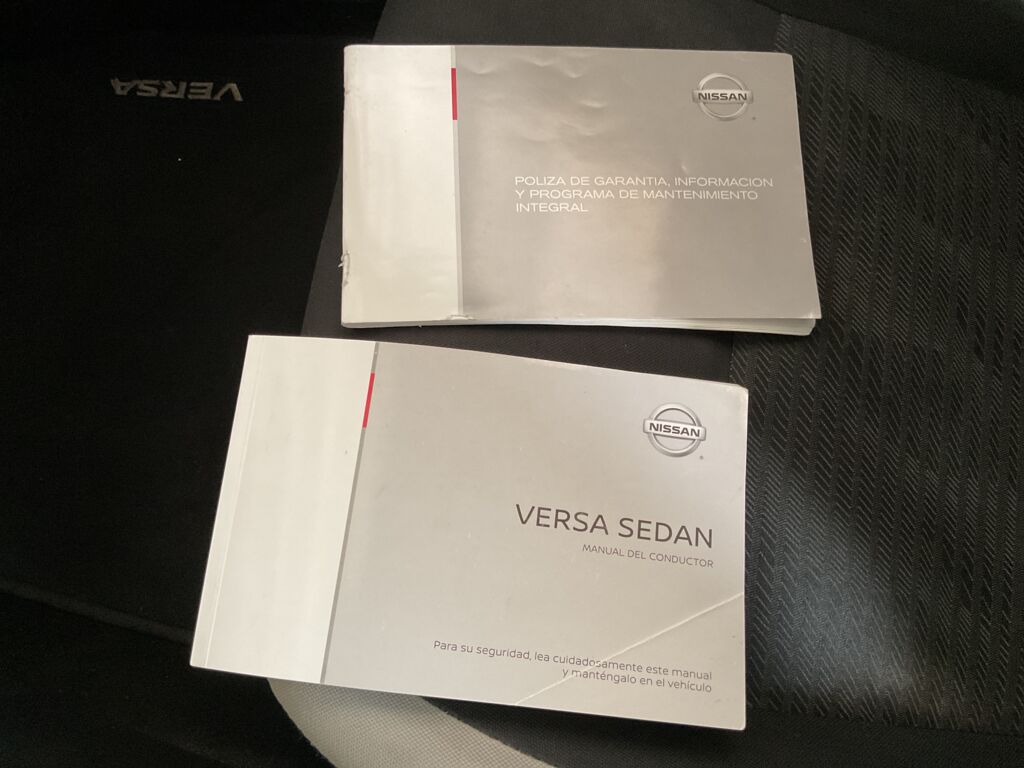 VERSA
NISSAN
POLIZA DE GARANTIA, INFORMACION
Y PROGRAMA DE MANTENIMIENTO
INTEGRAL
NISSAN
VERSA SEDAN
MANUAL DEL CONDUCTOR
Para su seguridad, lea cuidadosamente este manual
y manténgalo en el vehículo